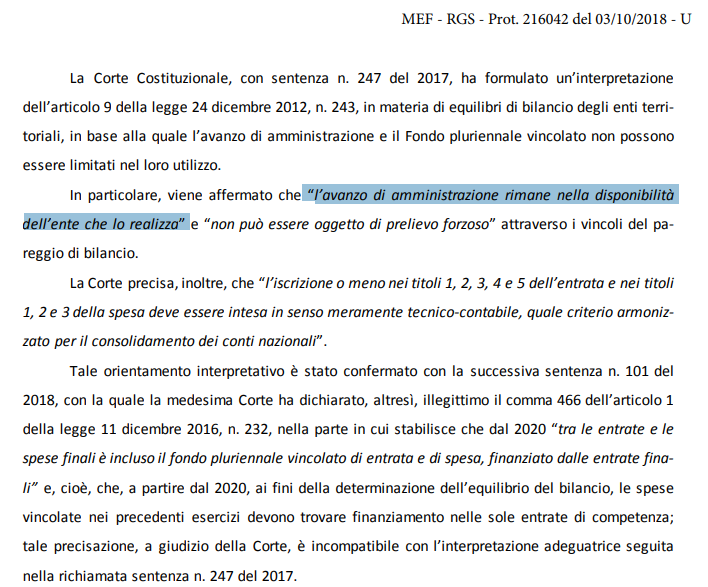 MEF - RGS - Prot. 216042 del 03/10/2018 - U
La Corte Costituzionale, con sentenza n. 247 del 2017, ha formulato un’interpretazione
dell’articolo 9 della legge 24 dicembre 2012, n. 243, in materia di equilibri di bilancio degli enti terri-
toriali, in base alla quale l’avanzo di amministrazione e il Fondo pluriennale vincolato non possono
essere limitati nel loro utilizzo.
In particolare, viene affermato che “l’avanzo di amministrazione rimane nella disponibilità
dell’ente che lo realizza” e “non può essere oggetto di prelievo forzoso” attraverso i vincoli del pa-
reggio di bilancio.
La Corte precisa, inoltre, che “l’iscrizione o meno nei titoli 1, 2, 3, 4 e 5 dell’entrata e nei titoli
1, 2 e 3 della spesa deve essere intesa in senso meramente tecnico-contabile, quale criterio armoniz-
zato per il consolidamento dei conti nazionali”.
Tale orientamento interpretativo è stato confermato con la successiva sentenza n. 101 del
2018, con la quale la medesima Corte ha dichiarato, altresì, illegittimo il comma 466 dell’articolo 1
della legge 11 dicembre 2016, n. 232, nella parte in cui stabilisce che dal 2020 “tra le entrate e le
spese finali è incluso il fondo pluriennale vincolato di entrata e di spesa, finanziato dalle entrate fina-
li” e, cioè, che, a partire dal 2020, ai fini della determinazione dell’equilibrio del bilancio, le spese
vincolate nei precedenti esercizi devono trovare finanziamento nelle sole entrate di competenza;
tale precisazione, a giudizio della Corte, è incompatibile con l’interpretazione adeguatrice seguita
nella richiamata sentenza n. 247 del 2017.